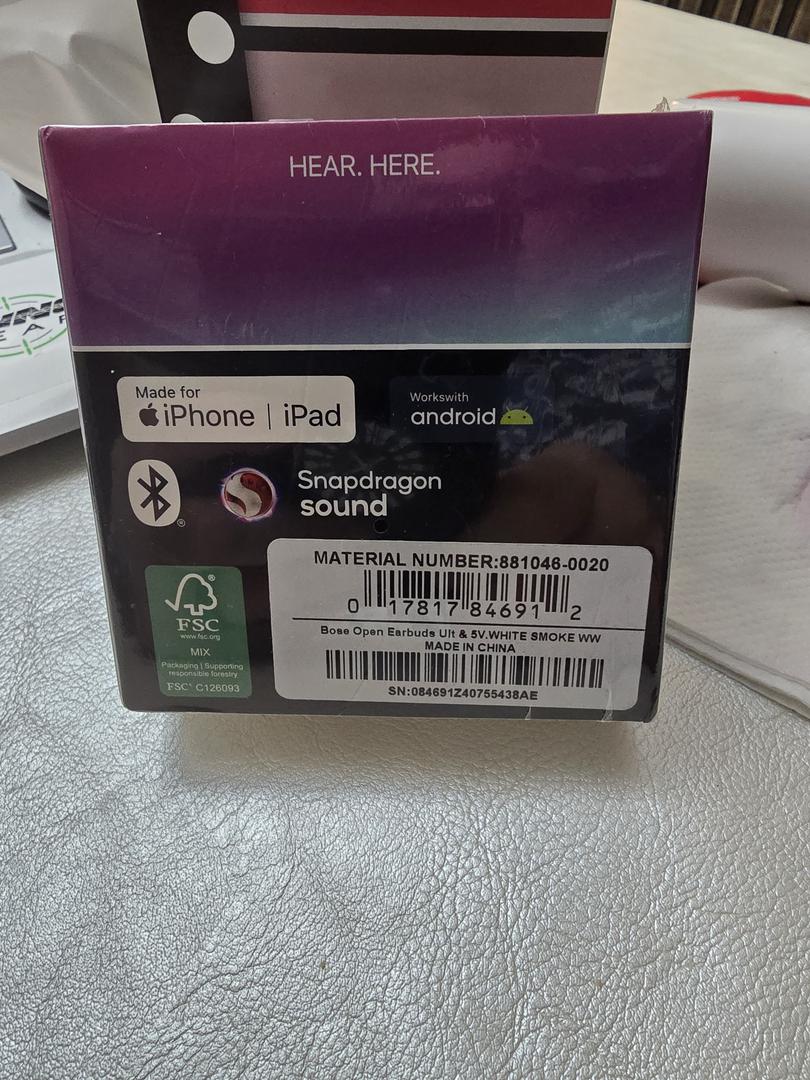 HEAR. HERE.
Made for
iPhone | iPad
Works with
android
Snapdragon
sound
MATERIAL NUMBER:881046-0020
0 17817 84691 2
Bose Open Earbuds Ult & 5V.WHITE SMOKE WW
MADE IN CHINA
SN:084691Z40755438AE
FSC
www.fsc.org
MIX
Packaging | Supporting
responsible forestry
FSC® C126093